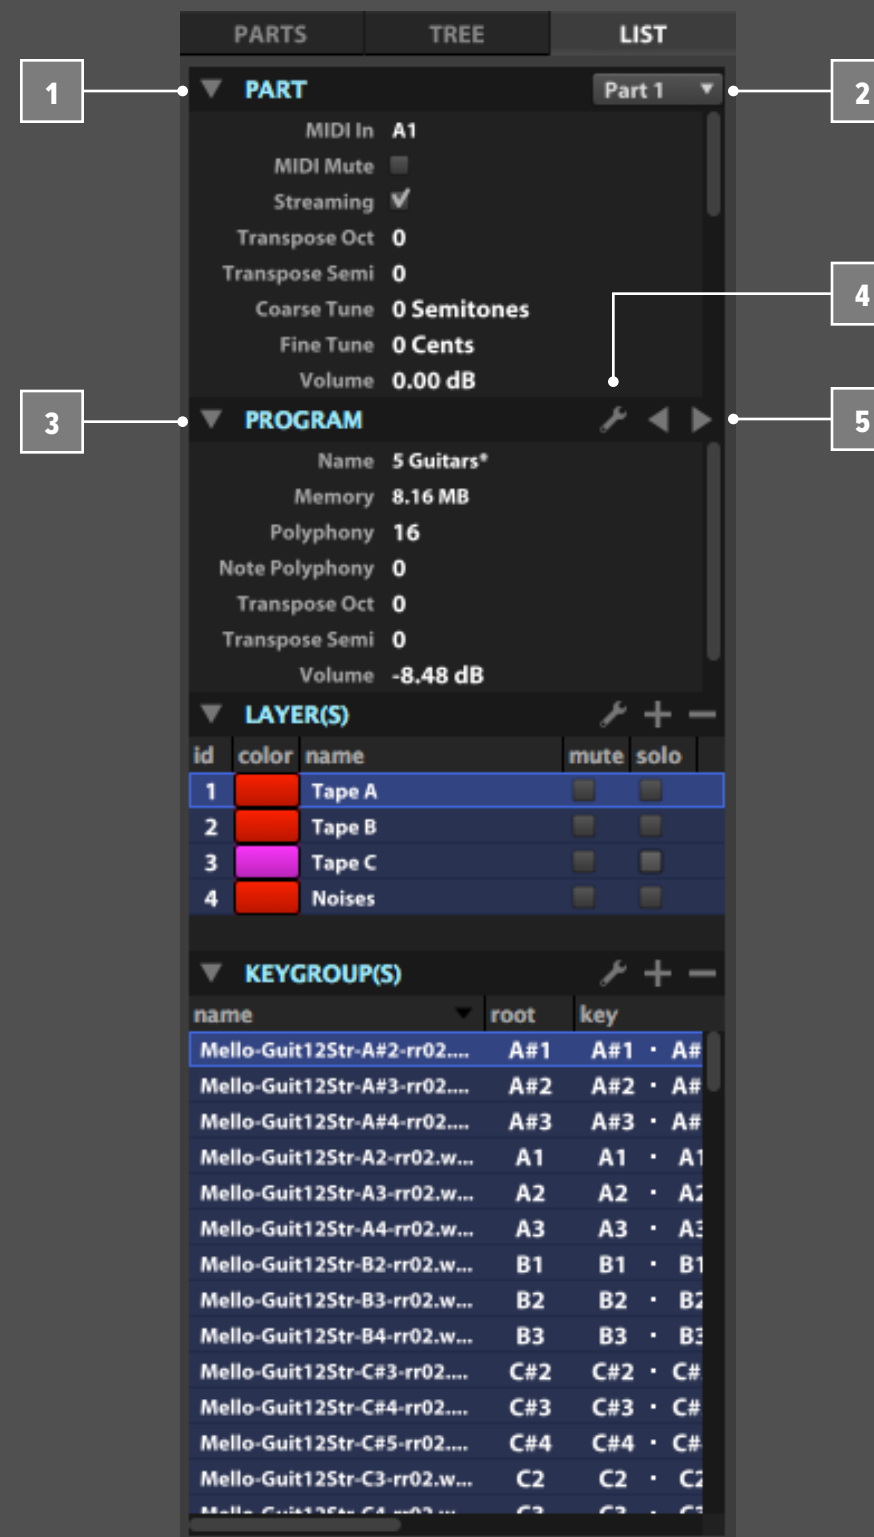 PARTS TREE LIST
1 PART Part 1 2
MIDI In A1
MIDI Mute
Streaming
Transpose Oct 0
Transpose Semi 0
4
Coarse Tune 0 Semitones
Fine Tune 0 Cents
Volume 0.00 dB
3 PROGRAM 5
Name 5 Guitars*
Memory 8.16 MB
Polyphony 16
Note Polyphony 0
Transpose Oct 0
Transpose Semi 0
Volume -8.48 dB
LAYER(S)
id color name mute solo
1 Tape A
2 Tape B
3 Tape C
4 Noises
KEYGROUP(S)
name root key
Mello-Guit12Str-A#2-rr02.... A#1 A#1 · A#
Mello-Guit12Str-A#3-rr02.... A#2 A#2 · A#
Mello-Guit12Str-A#4-rr02.... A#3 A#3 · A#
Mello-Guit12Str-A2-rr02.w... A1 A1 · A1
Mello-Guit12Str-A3-rr02.w... A2 A2 · A2
Mello-Guit12Str-A4-rr02.w... A3 A3 · A3
Mello-Guit12Str-B2-rr02.w... B1 B1 · B1
Mello-Guit12Str-B3-rr02.w... B2 B2 · B2
Mello-Guit12Str-B4-rr02.w... B3 B3 · B3
Mello-Guit12Str-C#3-rr02.... C#2 C#2 · C#
Mello-Guit12Str-C#4-rr02.... C#3 C#3 · C#
Mello-Guit12Str-C#5-rr02.... C#4 C#4 · C#
Mello-Guit12Str-C3-rr02.w... C2 C2 · C2